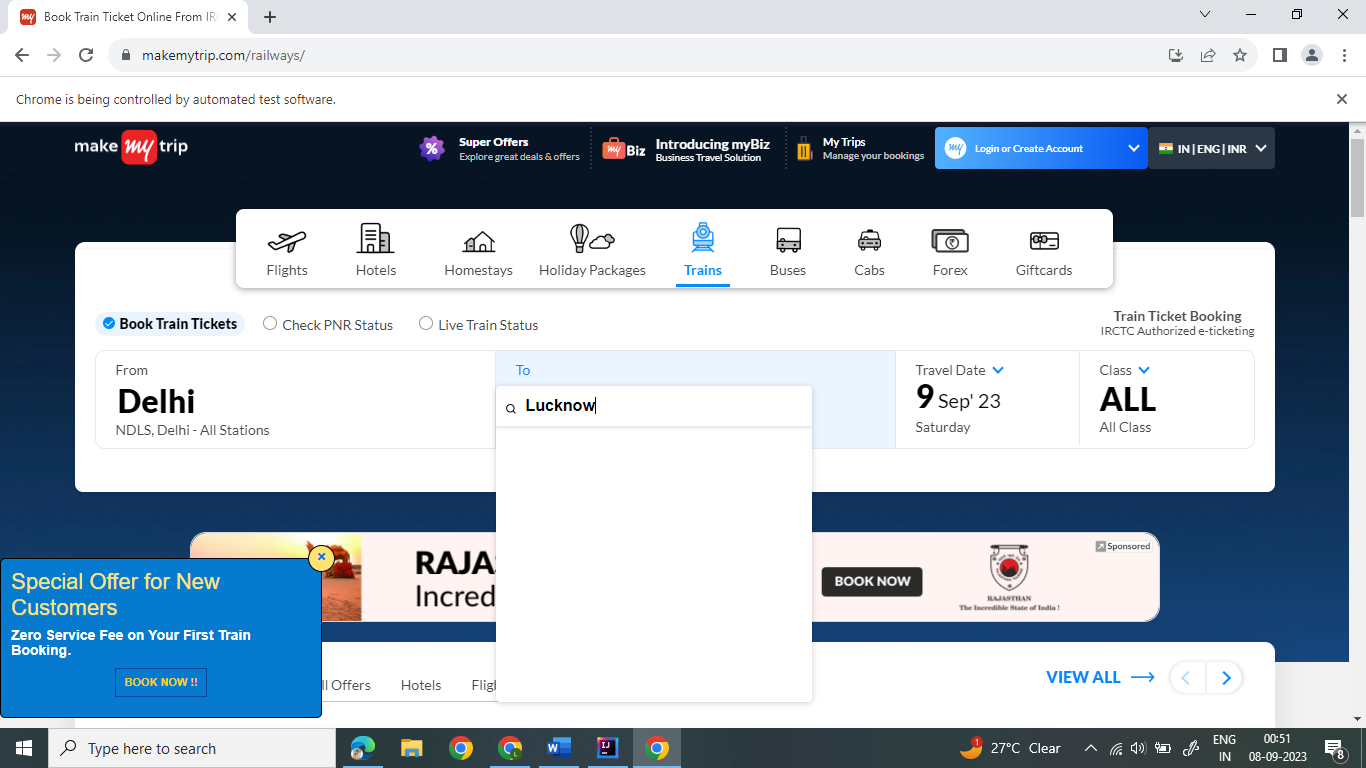 Book Train Ticket Online From IRC
makemytrip.com/railways/
Chrome is being controlled by automated test software.
make my trip
Super Offers
Explore great deals & offers
my Biz
Introducing myBiz
Business Travel Solution
My Trips
Manage your bookings
my
Login or Create Account
IN | ENG | INR
Flights
Hotels
Homestays
Holiday Packages
Trains
Buses
Cabs
Forex
Giftcards
Book Train Tickets
Check PNR Status
Live Train Status
Train Ticket Booking
IRCTC Authorized e-ticketing
From
Delhi
NDLS, Delhi - All Stations
To
Lucknow
Travel Date
9 Sep' 23
Saturday
Class
ALL
All Class
RAJAS
Incred
BOOK NOW
RAJASTHAN
The Incredible State of India !
Sponsored
Special Offer for New
Customers
Zero Service Fee on Your First Train
Booking.
BOOK NOW !!
ll Offers
Hotels
Fligh
VIEW ALL
Type here to search
1
27°C Clear
ENG
IN
00:51
08-09-2023
8